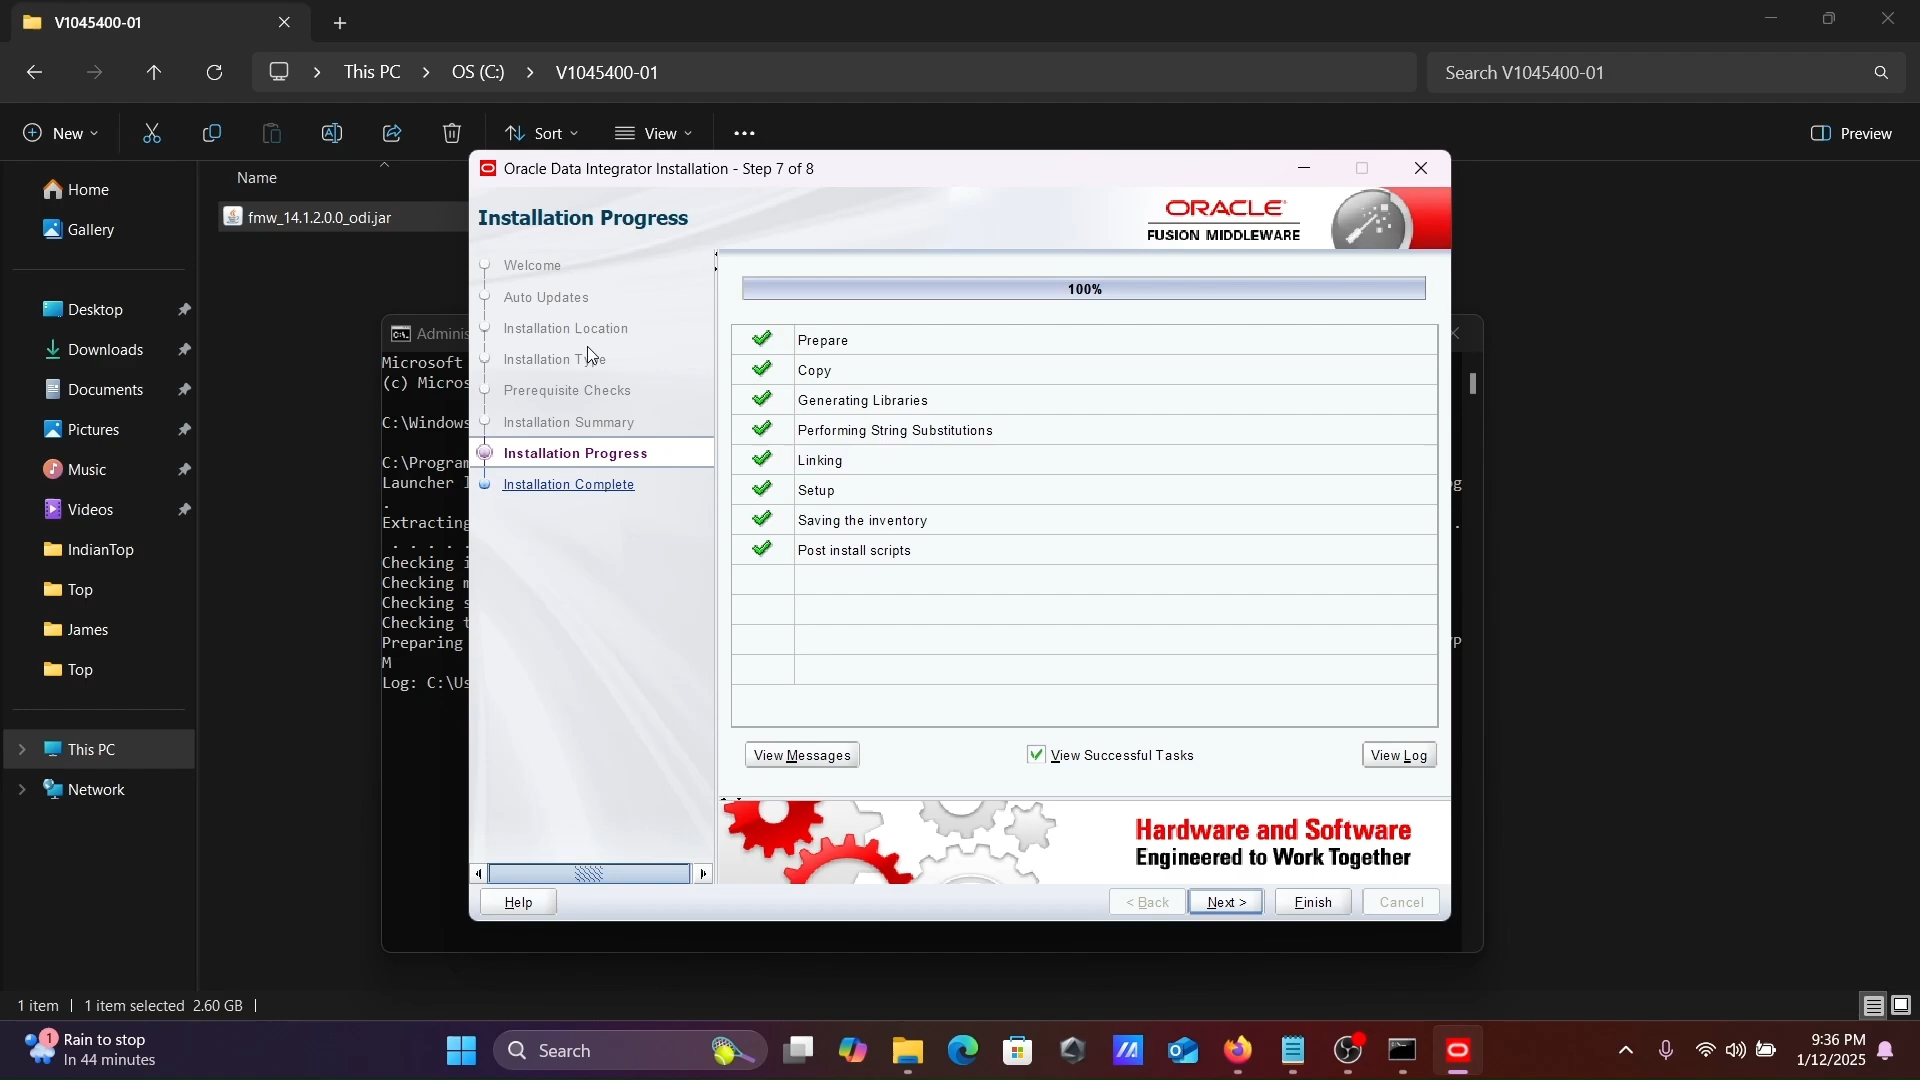 V1045400-01
This PC
OS (C:)
V1045400-01
Search V1045400-01
New
Sort
View
Preview
Home
Gallery
Desktop
Downloads
Documents
Pictures
Music
Videos
IndianTop
Top
James
Top
This PC
Network
Name
fmw_14.1.2.0.0_odi.jar
Microsoft
C:\Windows
Launcher
.
Extracting
. . . . .
Checking
Checking
Checking
Checking
Preparing
M
Log:
Oracle Data Integrator Installation - Step 7 of 8
Installation Progress
ORACLE
FUSION MIDDLEWARE
Welcome
Auto Updates
Installation Location
Installation Type
Prerequisite Checks
Installation Summary
Installation Progress
Installation Complete
100%
Prepare
Copy
Generating Libraries
Performing String Substitutions
Linking
Setup
Saving the inventory
Post install scripts
View Messages
View Successful Tasks
View Log
Hardware and Software
Engineered to Work Together
Help
< Back
Next >
Finish
Cancel
1 item
1 item selected 2.60 GB
1
Rain to stop
In 44 minutes
Search
9:36 PM
1/12/2025